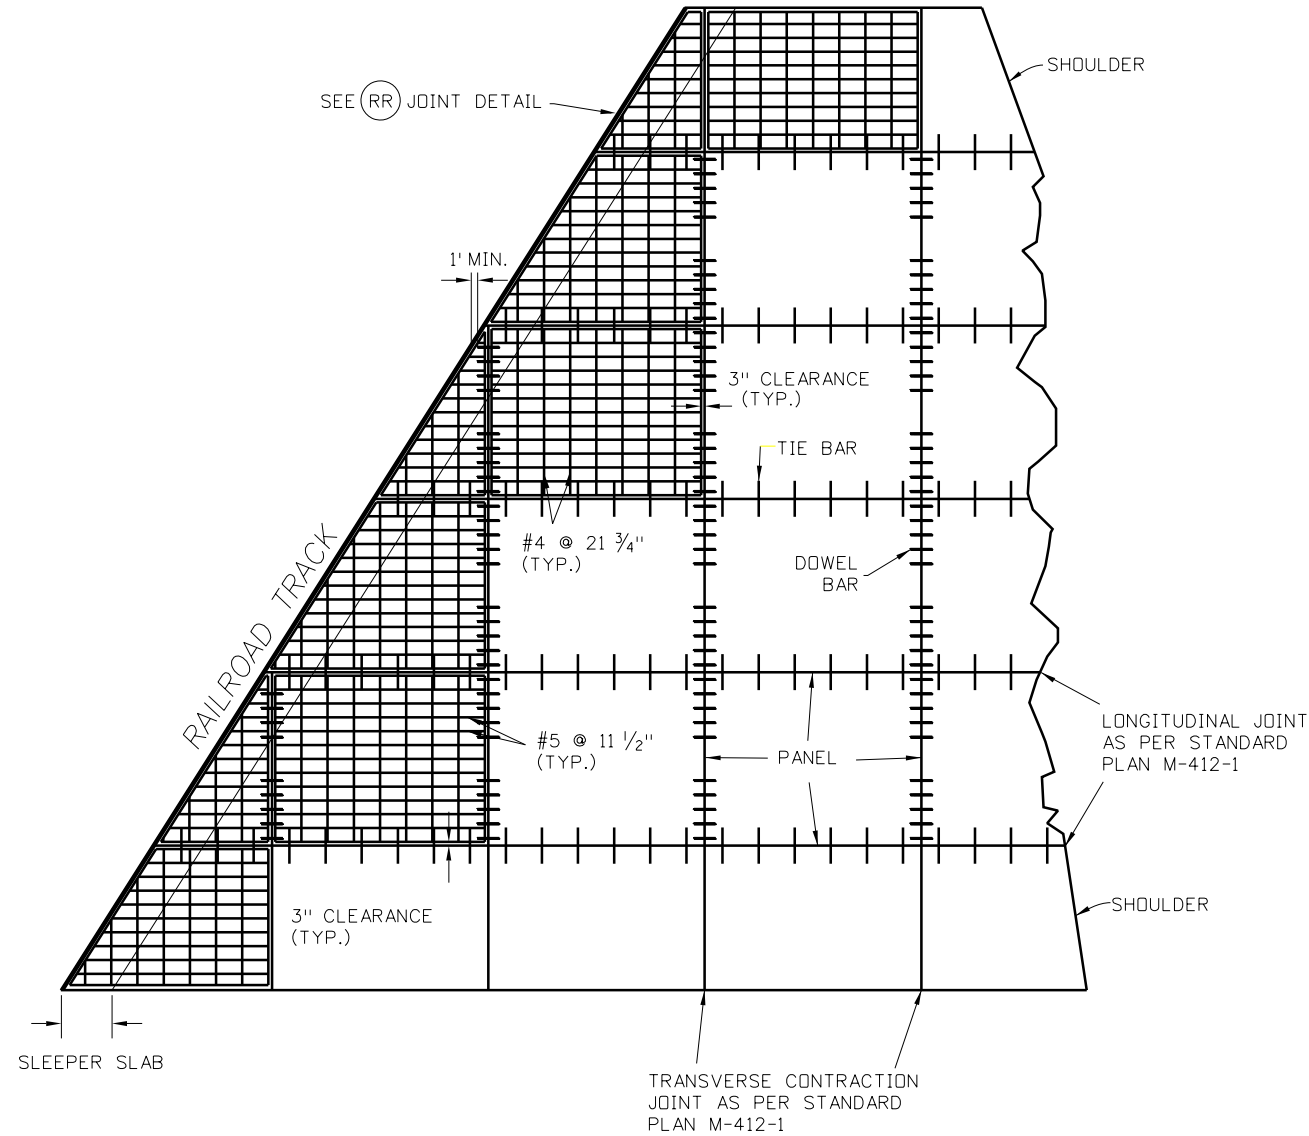 SHOULDER
SEE RR JOINT DETAIL
1' MIN.
3" CLEARANCE
(TYP.)
TIE BAR
#4 @ 21 3/4"
(TYP.)
DOWEL
BAR
RAILROAD TRACK
LONGITUDINAL JOINT
AS PER STANDARD
PLAN M-412-1
#5 @ 11 1/2"
(TYP.)
PANEL
3" CLEARANCE
(TYP.)
SHOULDER
SLEEPER SLAB
TRANSVERSE CONTRACTION
JOINT AS PER STANDARD
PLAN M-412-1